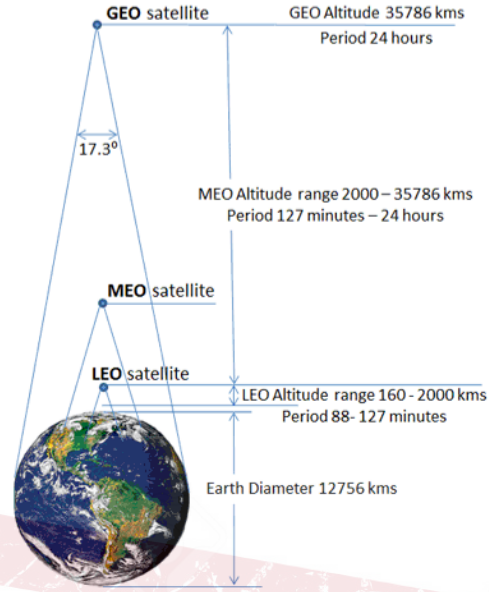 GEO satellite
GEO Altitude 35786 kms
Period 24 hours
17.3⁰
MEO Altitude range 2000 – 35786 kms
Period 127 minutes – 24 hours
MEO satellite
LEO satellite
LEO Altitude range 160 - 2000 kms
Period 88- 127 minutes
Earth Diameter 12756 kms